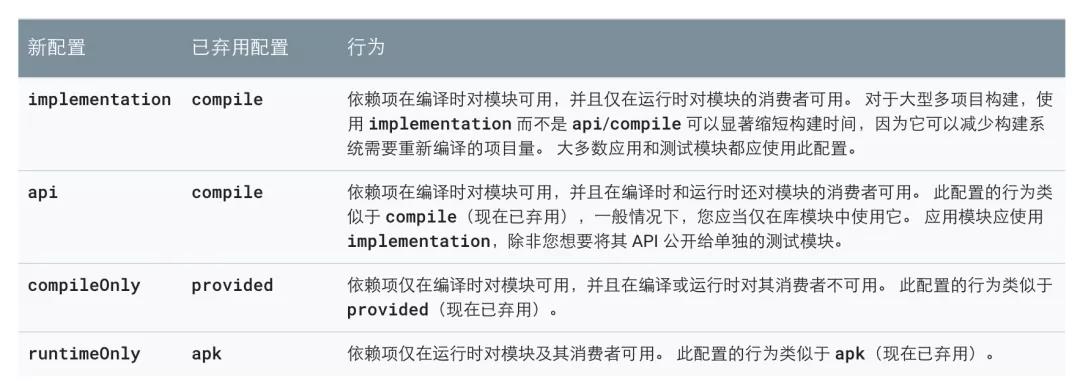 新配置 已弃用配置 行为
implementation compile 依赖项在编译时对模块可用，并且仅在运行时对模块的消费者可用。 对于大型多项目构建，使
用 implementation 而不是 api/compile 可以显著缩短构建时间，因为它可以减少构建系
统需要重新编译的项目量。 大多数应用和测试模块都应使用此配置。
api compile 依赖项在编译时对模块可用，并且在编译时和运行时还对模块的消费者可用。 此配置的行为类
似于 compile（现在已弃用），一般情况下，您应当仅在库模块中使用它。 应用模块应使用
implementation，除非您想要将其 API 公开给单独的测试模块。
compileOnly provided 依赖项仅在编译时对模块可用，并且在编译或运行时对其消费者不可用。 此配置的行为类似于
provided（现在已弃用）。
runtimeOnly apk 依赖项仅在运行时对模块及其消费者可用。 此配置的行为类似于 apk（现在已弃用）。